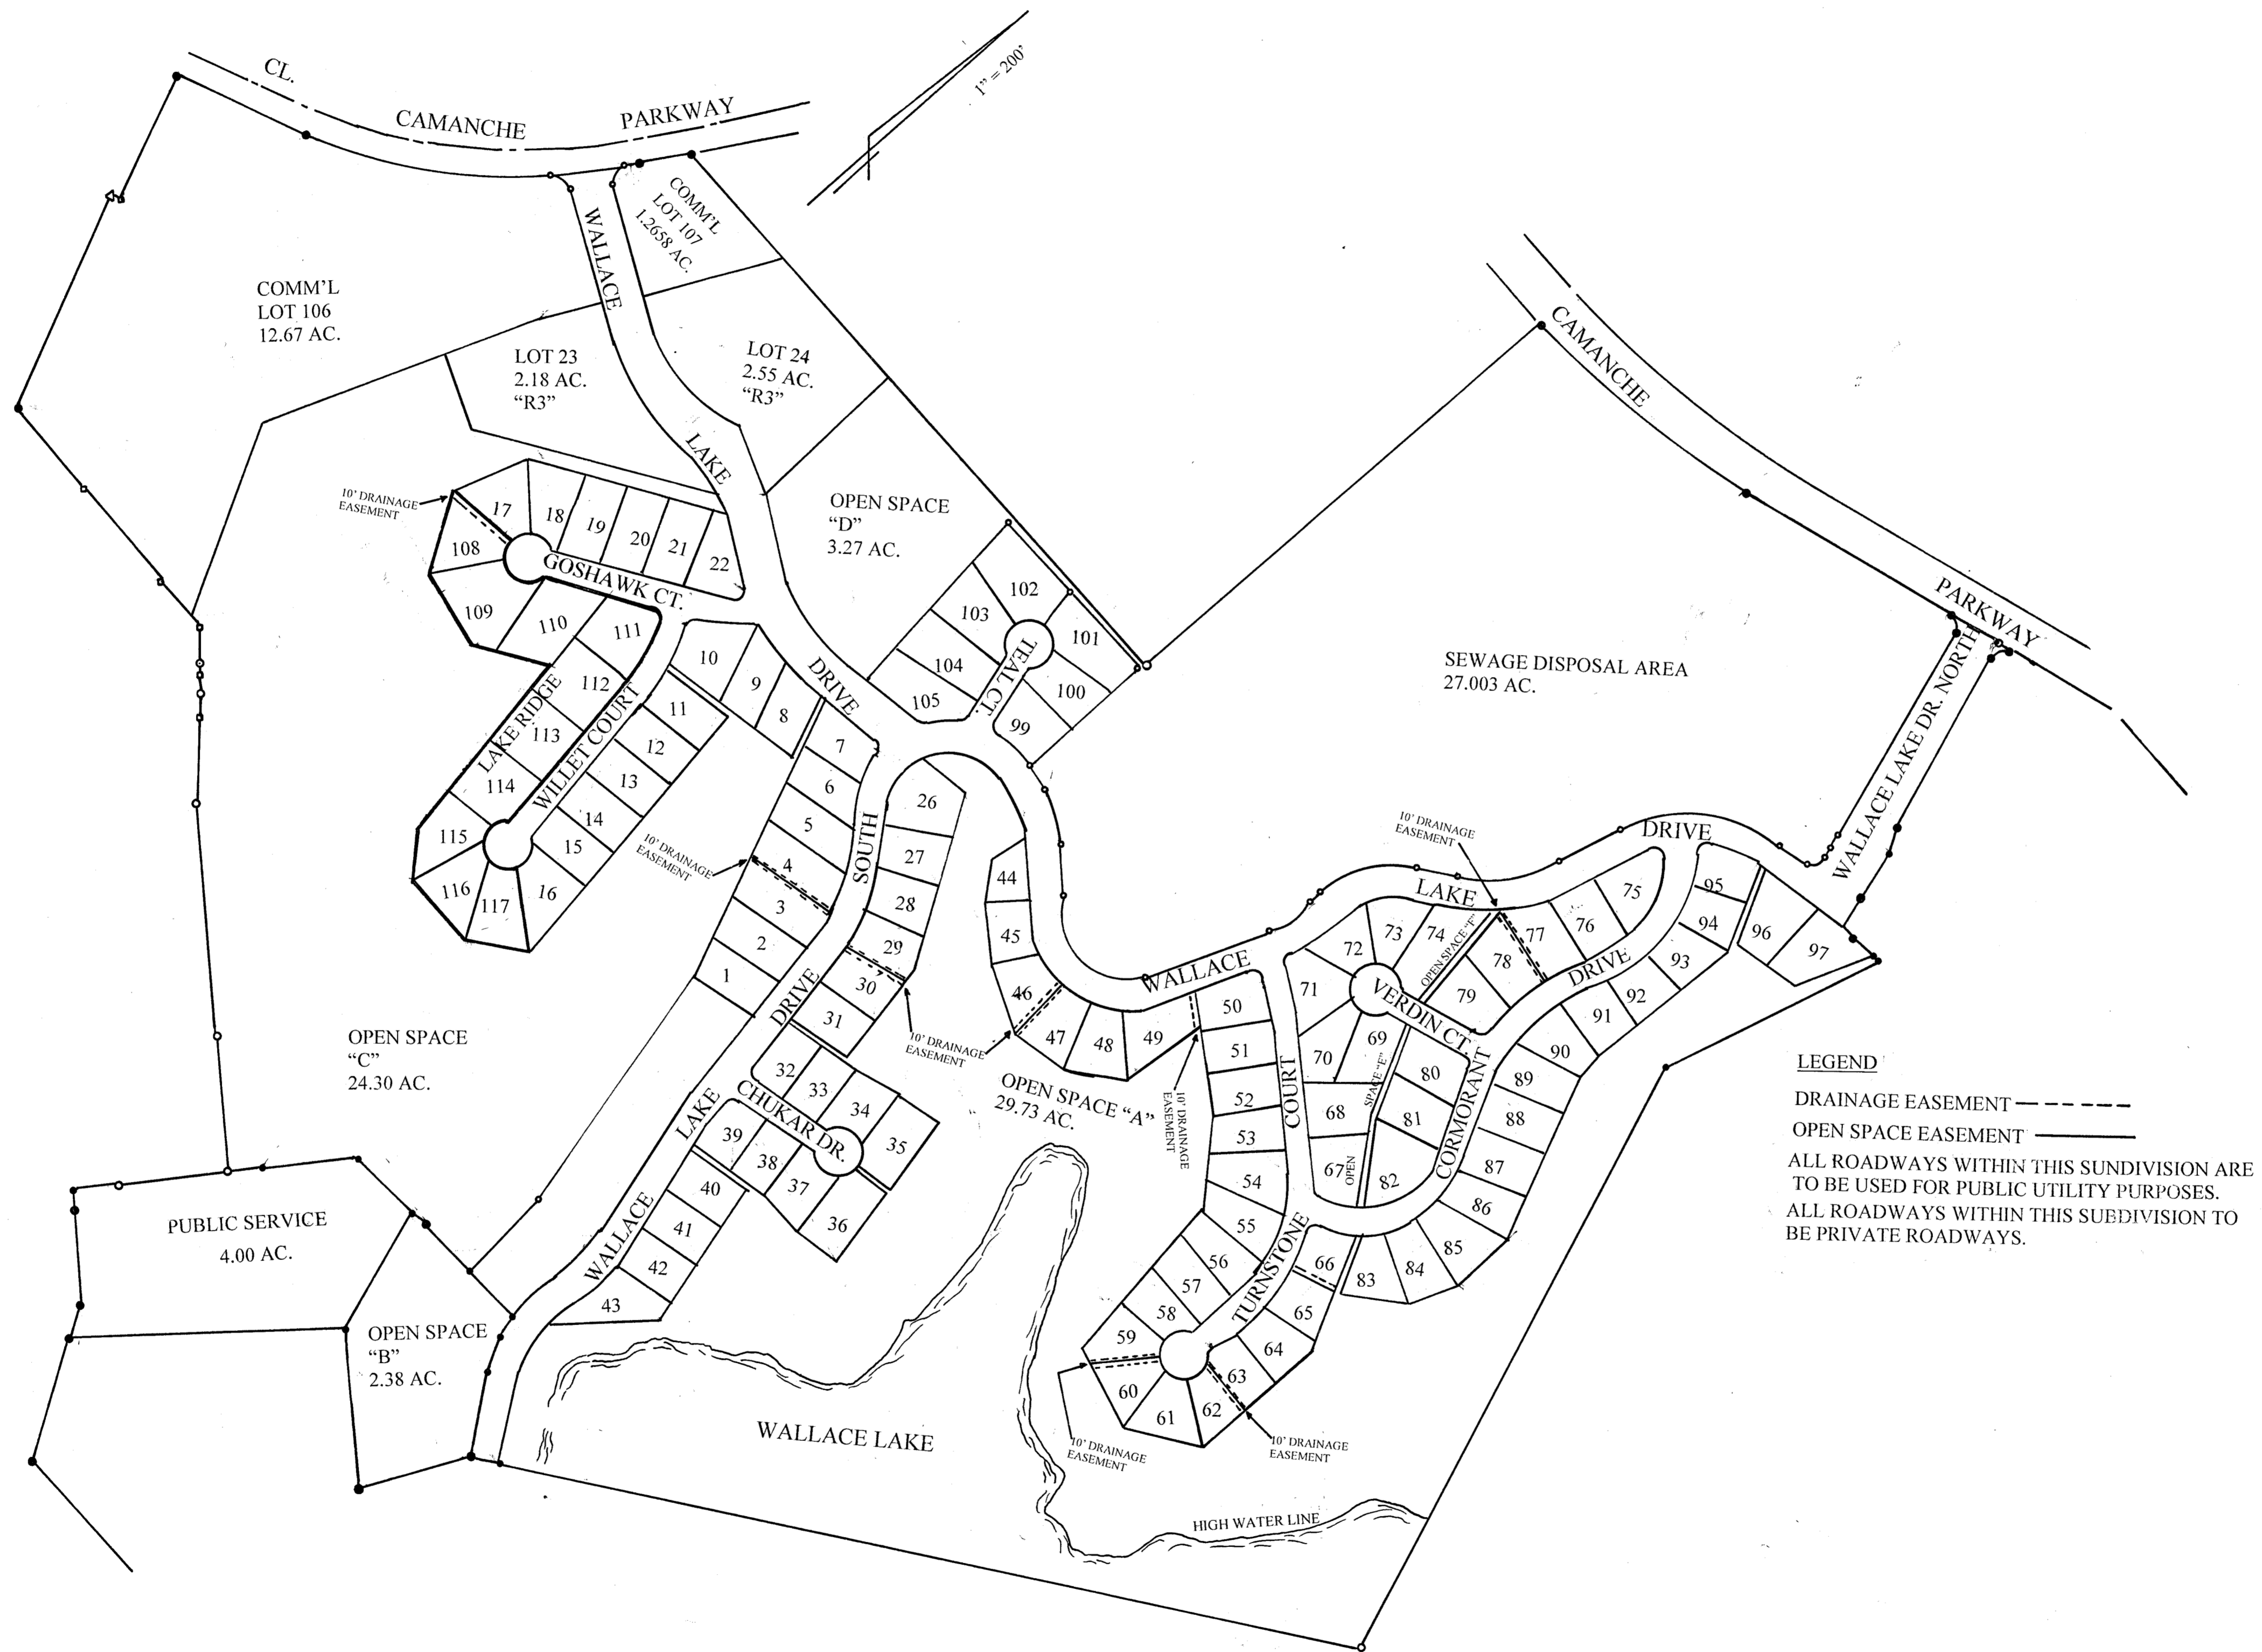 CL.
CAMANCHE PARKWAY
1" = 200'
COMM'L
LOT 107
1.2658 AC.
WALLACE
COMM'L
LOT 106
12.67 AC.
LOT 23
2.18 AC.
“R3”
LOT 24
2.55 AC.
“R3”
LAKE
CAMANCHE
PARKWAY
10' DRAINAGE
EASEMENT
17
18
19
20
21
22
108
GOSHAWK CT.
109
110
111
OPEN SPACE
“D”
3.27 AC.
102
103
101
104
TEAL CT.
100
105
99
DRIVE
10
9
8
7
6
5
4
3
2
1
LAKE RIDGE
112
113
114
115
116
117
WILLET COURT
11
12
13
14
15
16
10' DRAINAGE
EASEMENT
SOUTH
26
27
28
29
30
31
DRIVE
10' DRAINAGE
EASEMENT
SEWAGE DISPOSAL AREA
27.003 AC.
WALLACE LAKE DR. NORTH
10' DRAINAGE
EASEMENT
DRIVE
LAKE
WALLACE
44
45
46
47
48
49
50
51
52
53
54
55
56
57
58
59
60
61
62
63
64
65
66
67
68
69
70
71
72
73
74
OPEN SPACE “F”
75
76
77
78
79
DRIVE
VERDIN CT.
80
81
82
OPEN
SPACE “E”
CORMORANT
COURT
TURNSTONE
95
94
93
92
91
90
89
88
87
86
85
84
83
96
97
10' DRAINAGE
EASEMENT
OPEN SPACE “A”
29.73 AC.
OPEN SPACE
“C”
24.30 AC.
32
33
34
35
CHUKAR DR.
39
38
37
36
40
41
42
43
LAKE
WALLACE
PUBLIC SERVICE
4.00 AC.
OPEN SPACE
“B”
2.38 AC.
WALLACE LAKE
10' DRAINAGE
EASEMENT
10' DRAINAGE
EASEMENT
HIGH WATER LINE
LEGEND
DRAINAGE EASEMENT
OPEN SPACE EASEMENT
ALL ROADWAYS WITHIN THIS SUNDIVISION ARE
TO BE USED FOR PUBLIC UTILITY PURPOSES.
ALL ROADWAYS WITHIN THIS SUBDIVISION TO
BE PRIVATE ROADWAYS.